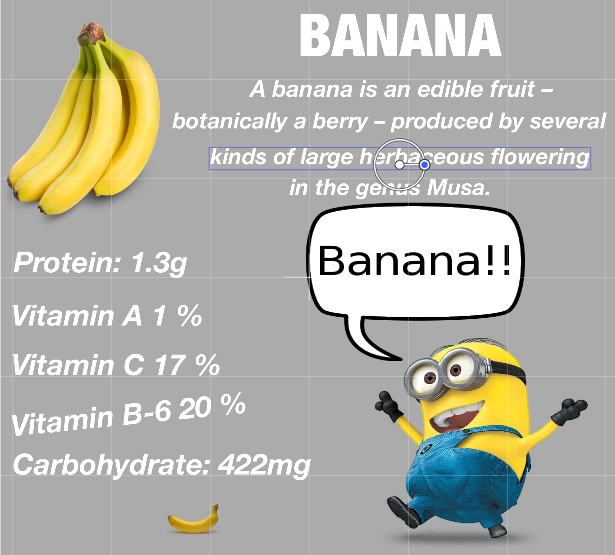 BANANA
A banana is an edible fruit –
botanically a berry – produced by several
kinds of large herbaceous flowering
in the genus Musa.
Banana!!
Protein: 1.3g
Vitamin A 1 %
Vitamin C 17 %
Vitamin B-6 20 %
Carbohydrate: 422mg